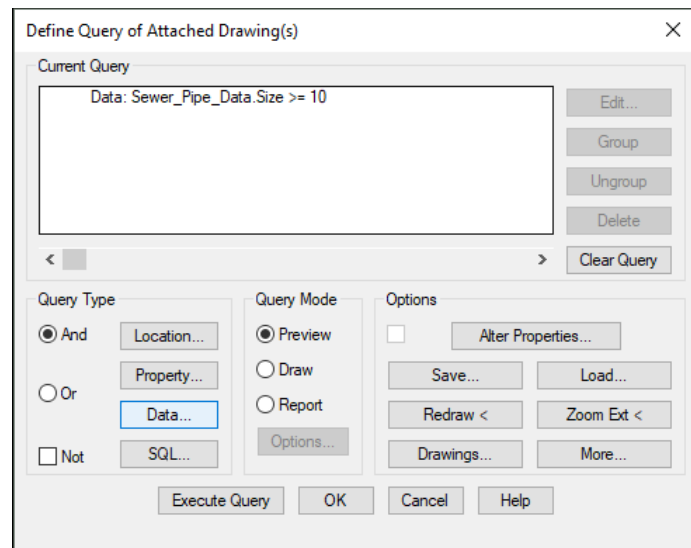 Define Query of Attached Drawing(s)
Current Query
Data: Sewer_Pipe_Data.Size >= 10
Edit...
Group
Ungroup
Delete
Clear Query
Query Type
And
Location...
Property...
Or
Data...
Not
SQL...
Query Mode
Preview
Draw
Report
Options...
Options
Alter Properties...
Save...
Load...
Redraw <
Zoom Ext <
Drawings...
More...
Execute Query
OK
Cancel
Help